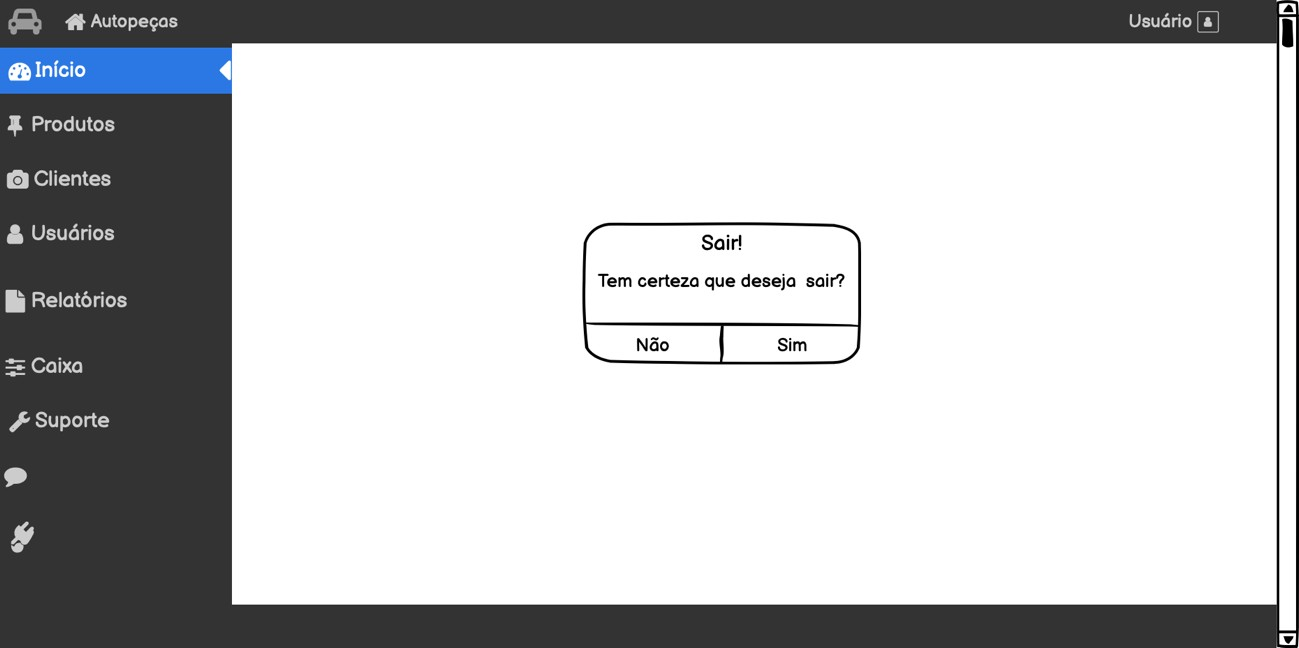 Autopeças
Usuário
Início
Produtos
Clientes
Usuários
Relatórios
Caixa
Suporte
Sair!
Tem certeza que deseja sair?
Não
Sim